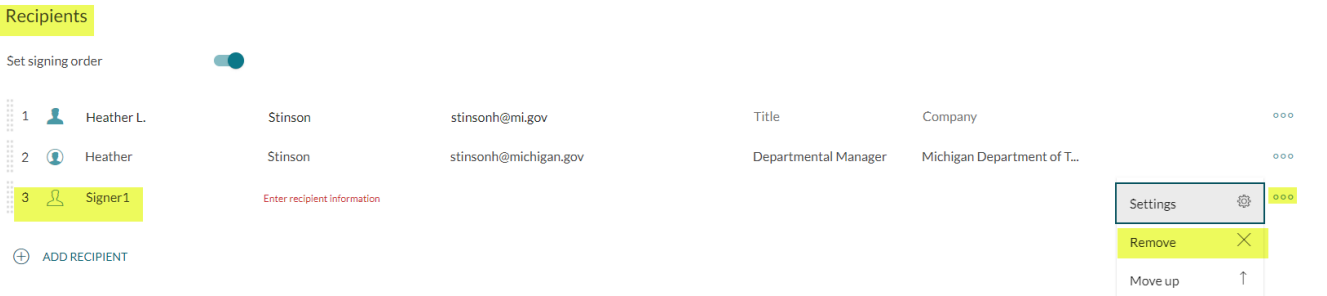 Recipients
Set signing order
1 Heather L. Stinson stinsonh@mi.gov Title Company
2 Heather Stinson stinsonh@michigan.gov Departmental Manager Michigan Department of T...
3 Signer1 Enter recipient information
Settings
Remove
ADD RECIPIENT
Move up